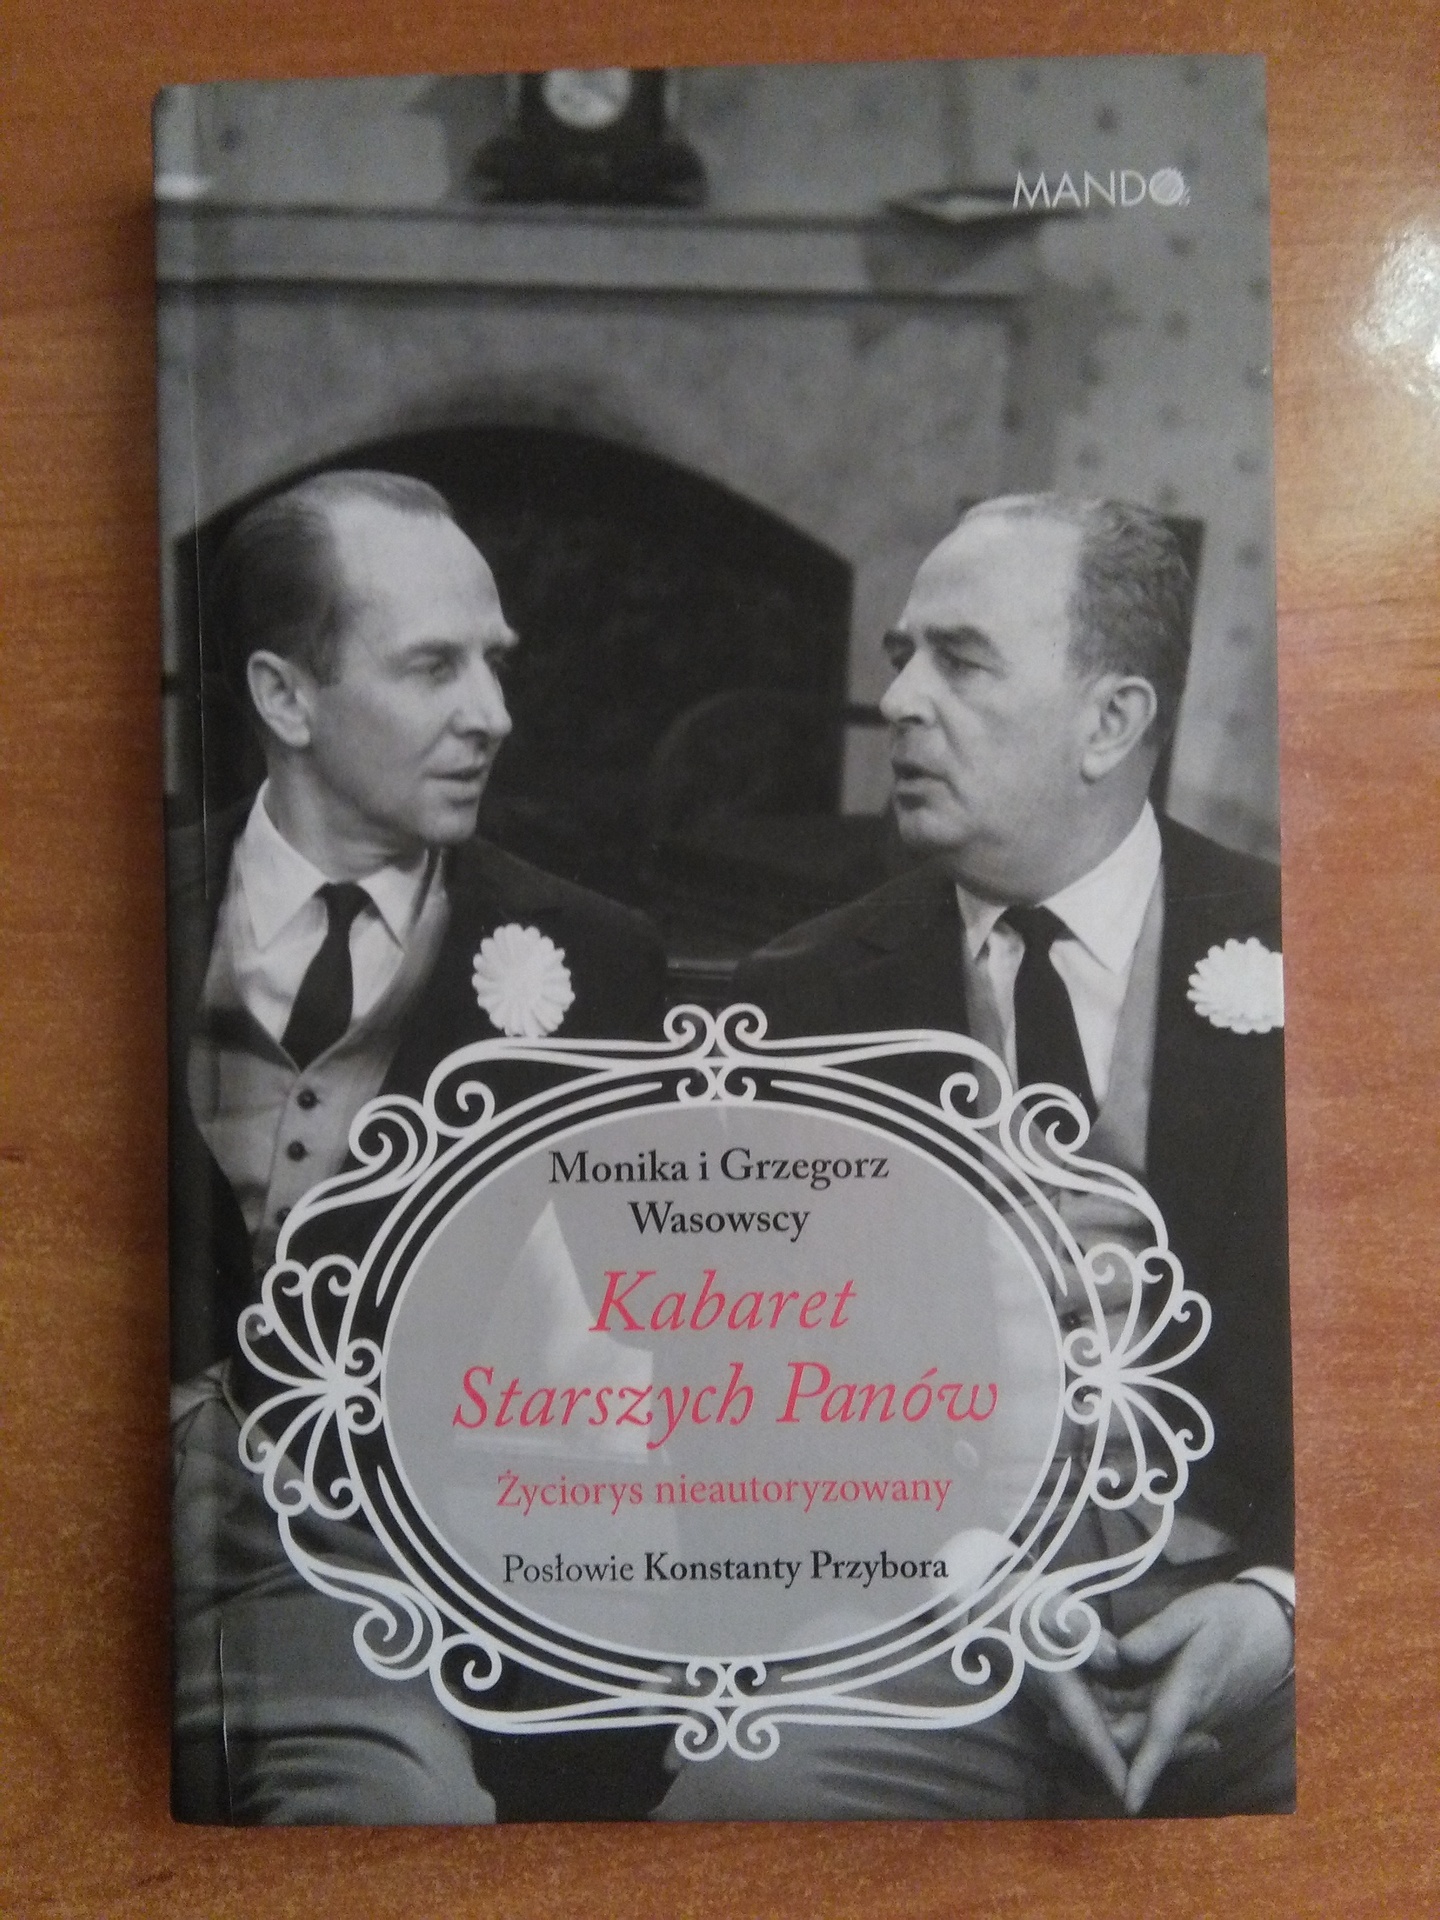 MANDO
Monika i Grzegorz
Wasowscy
Kabaret
Starszych Panów
Życiorys nieautoryzowany
Posłowie Konstanty Przybora